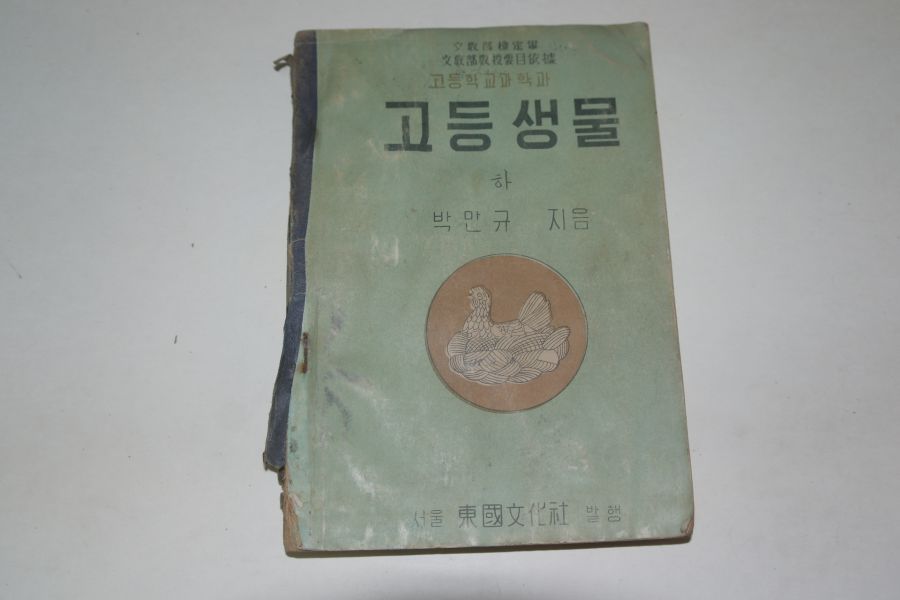 文敎部檢定畢
文敎部敎授要目依據
고등학교과학과
고등생물
하
박만규 지음
서울 東國文化社 발행